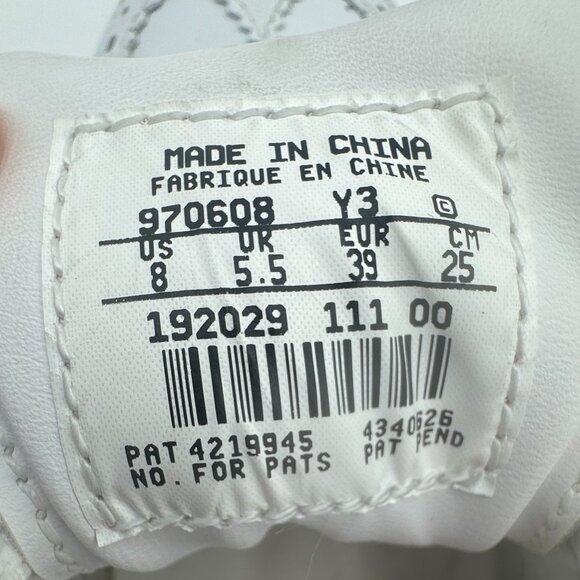 MADE IN CHINA
FABRIQUE EN CHINE
970608 Y3 ©
US UK EUR CM
8 5.5 39 25
192029 111 00
PAT 4219945 4340626
NO. FOR PATS PAT PEND